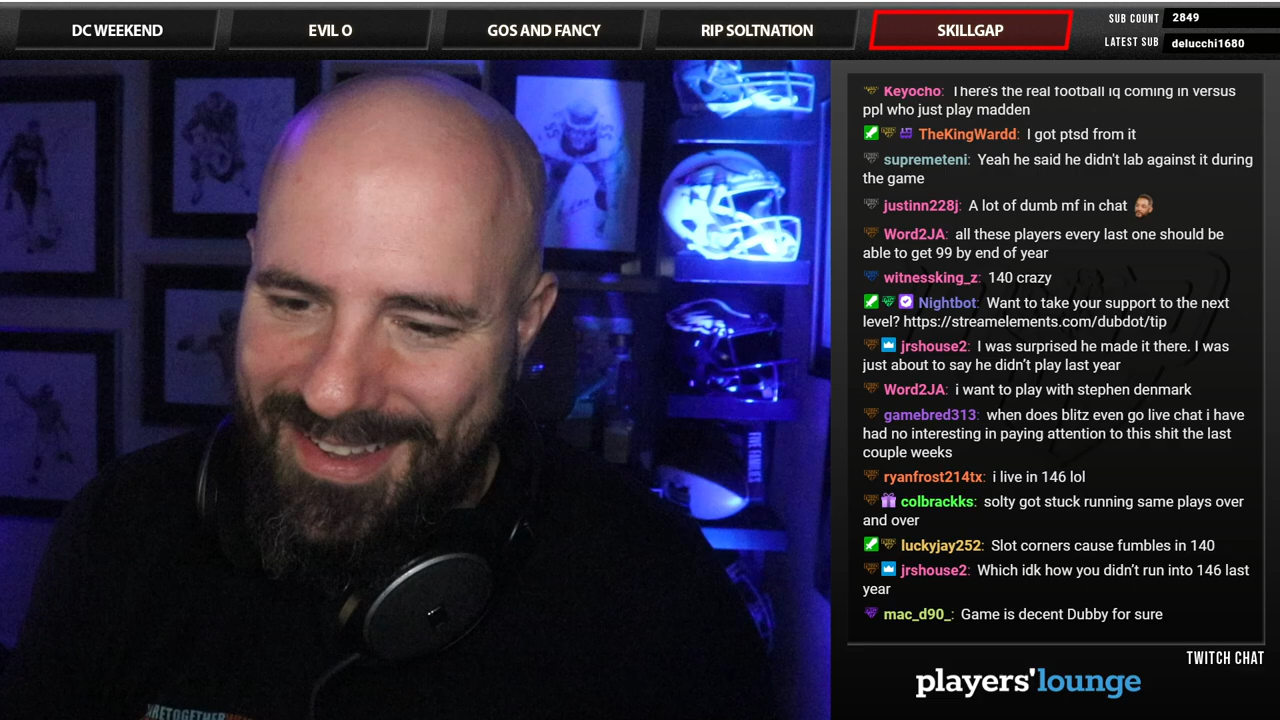 DC WEEKEND
EVIL O
GOS AND FANCY
RIP SOLTNATION
SKILLGAP
SUB COUNT 2849
LATEST SUB delucchi1680
Keyocho: There's the real football iq coming in versus
ppl who just play madden
TheKingWardd: I got ptsd from it
supremeteni: Yeah he said he didn't lab against it during
the game
justinn228j: A lot of dumb mf in chat
Word2JA: all these players every last one should be
able to get 99 by end of year
witnessking_z: 140 crazy
Nightbot: Want to take your support to the next
level? https://streamelements.com/dubdot/tip
jrshouse2: I was surprised he made it there. I was
just about to say he didn’t play last year
Word2JA: i want to play with stephen denmark
gamebred313: when does blitz even go live chat i have
had no interesting in paying attention to this shit the last
couple weeks
ryanfrost214tx: i live in 146 lol
colbrackks: solty got stuck running same plays over
and over
luckyjay252: Slot corners cause fumbles in 140
jrshouse2: Which idk how you didn’t run into 146 last
year
mac_d90_: Game is decent Dubby for sure
TWITCH CHAT
players'lounge
FIVE FAMILIES